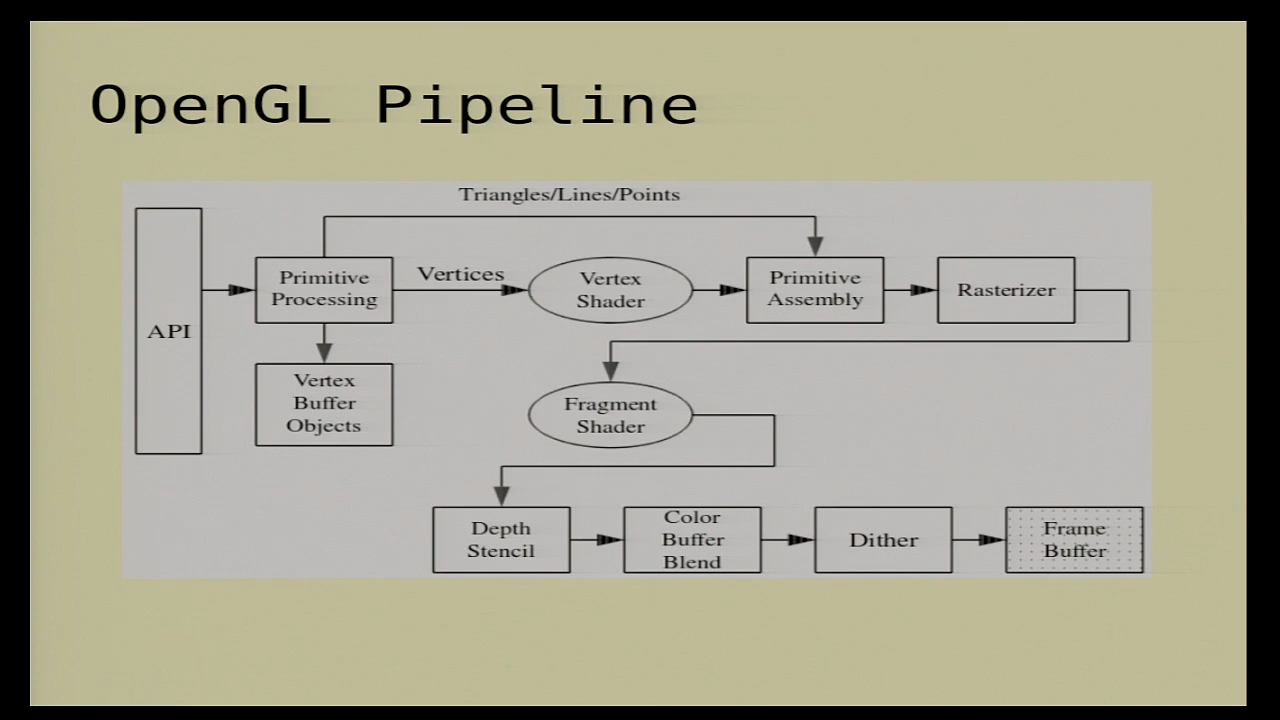 OpenGL Pipeline
Triangles/Lines/Points
Primitive
Processing
Vertices
Vertex
Shader
Primitive
Assembly
Rasterizer
API
Vertex
Buffer
Objects
Fragment
Shader
Depth
Stencil
Color
Buffer
Blend
Dither
Frame
Buffer